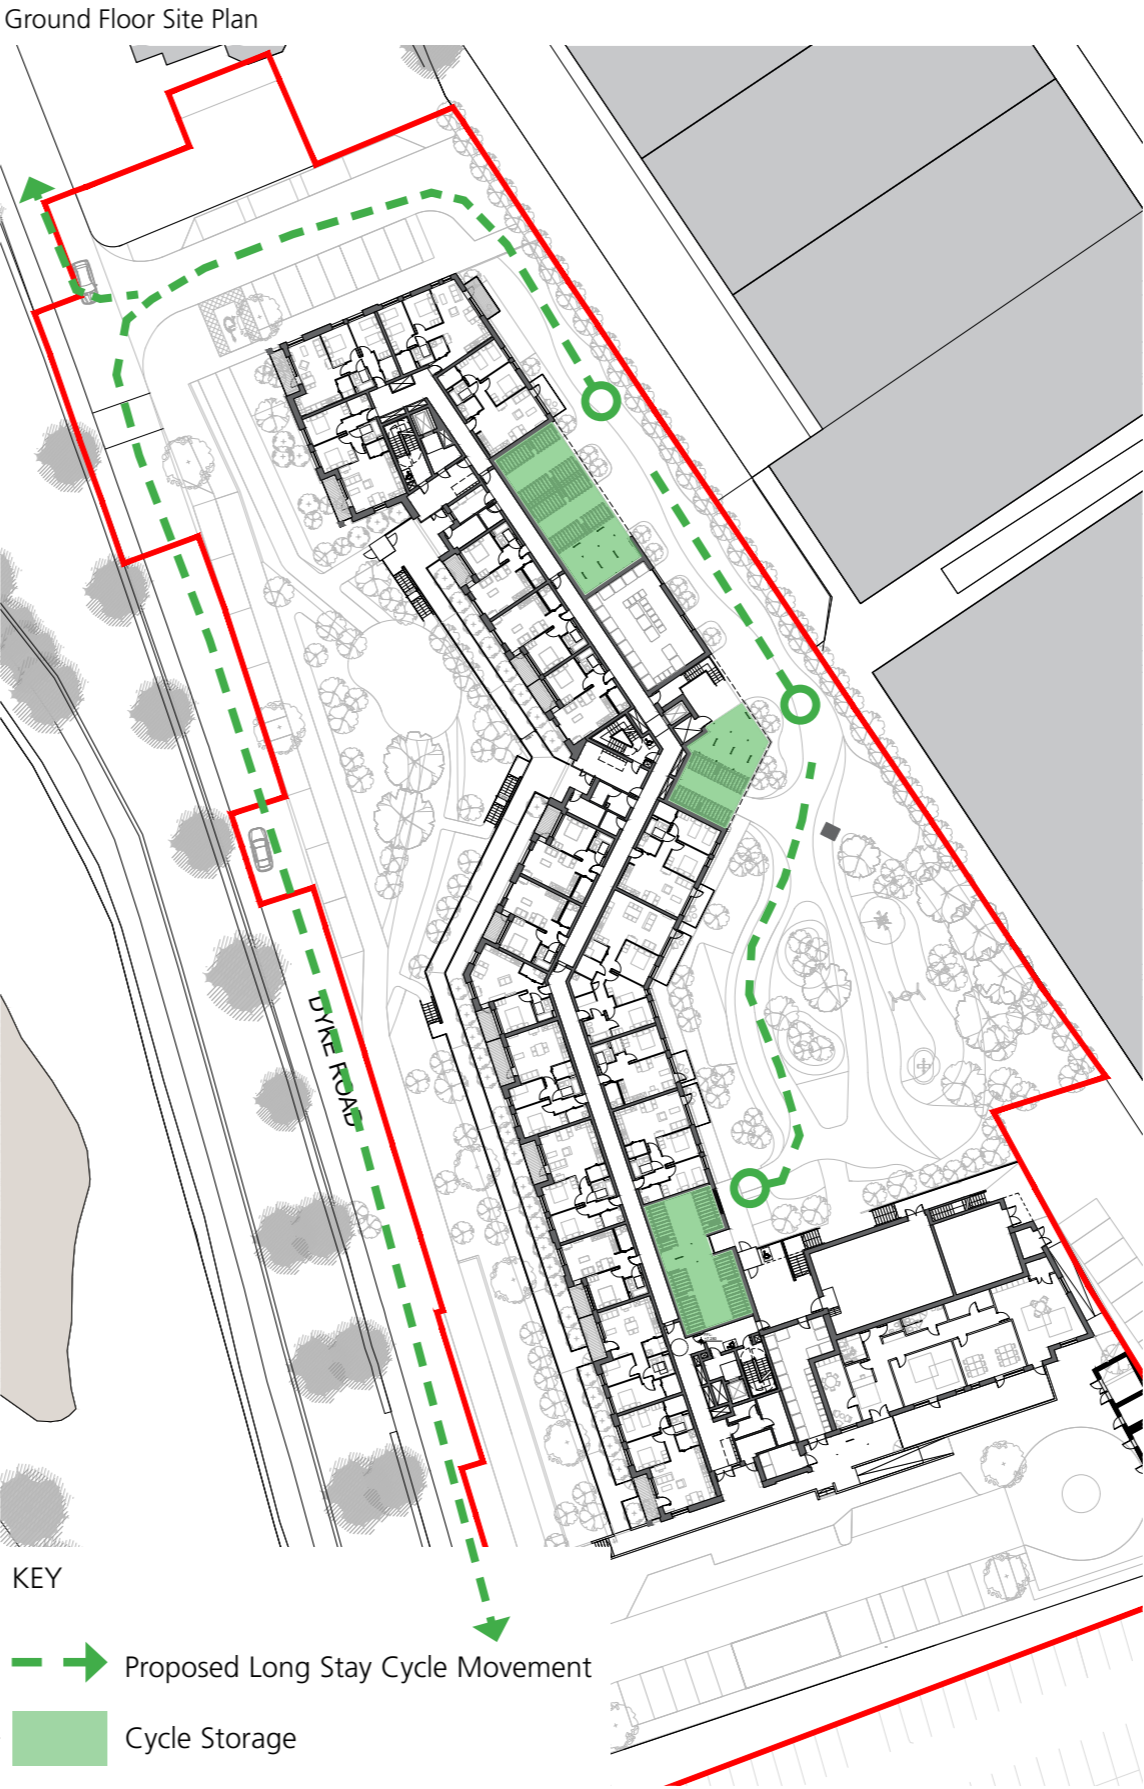 Ground Floor Site Plan
DYKE ROAD
KEY
Proposed Long Stay Cycle Movement
Cycle Storage